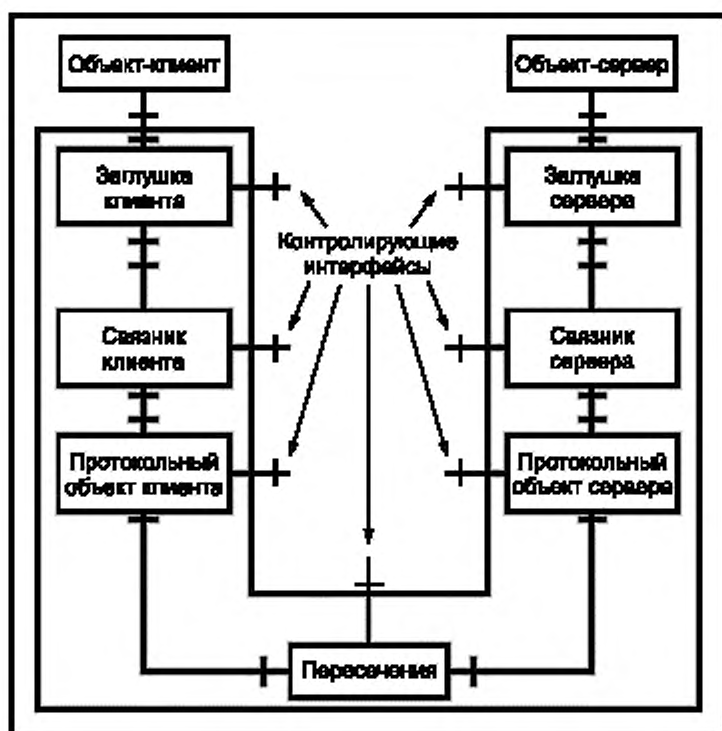 Объект-клиент
Объект-сервер
Заглушка
клиента
Заглушка
сервера
Контролирующие
интерфейсы
Связник
клиента
Связник
сервера
Протокольный
объект клиента
Протокольный
объект сервера
Пересечения